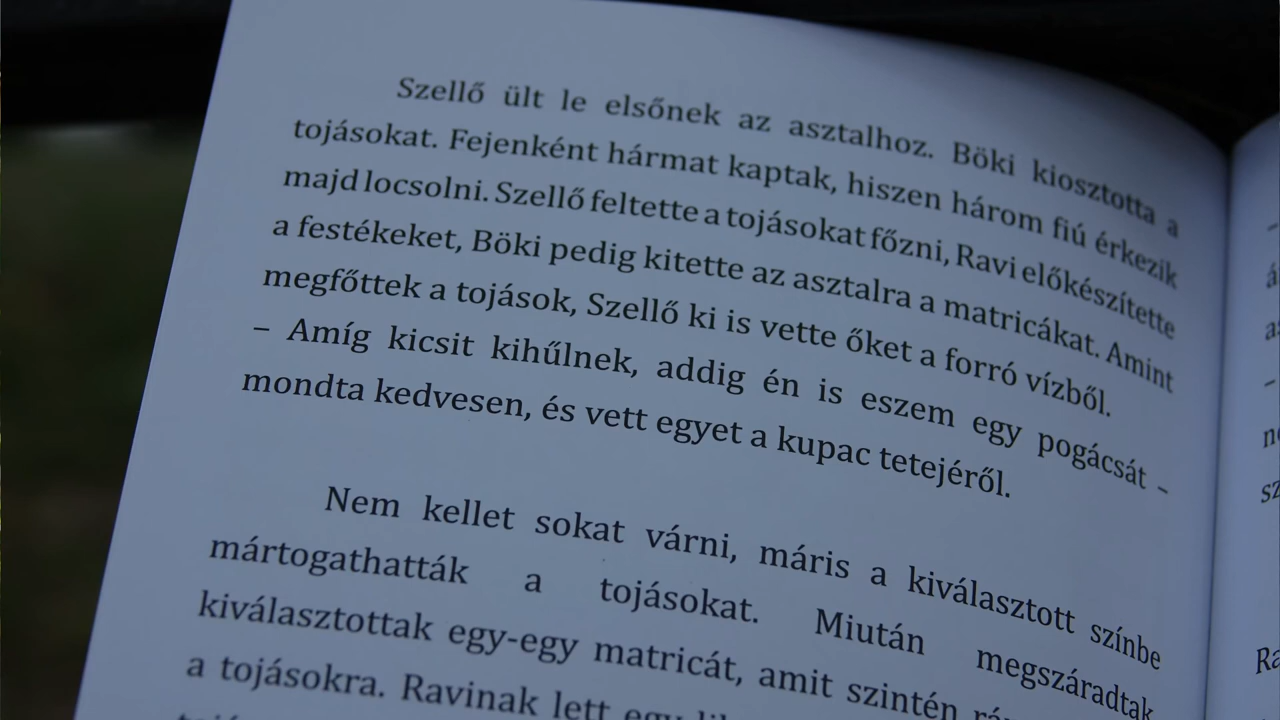 Szellő ült le elsőnek az asztalhoz. Böki kiosztotta a
tojásokat. Fejenként hármat kaptak, hiszen három fiú érkezik
majd locsolni. Szellő feltette a tojásokat főzni, Ravi előkészítette
a festékeket, Böki pedig kitette az asztalra a matricákat. Amint
megfőttek a tojások, Szellő ki is vette őket a forró vízből.
– Amíg kicsit kihűlnek, addig én is eszem egy pogácsát –
mondta kedvesen, és vett egyet a kupac tetejéről.
Nem kellet sokat várni, máris a kiválasztott színbe
mártogathatták a tojásokat. Miután megszáradtak
kiválasztottak egy-egy matricát, amit szintén
a tojásokra. Ravinak lett egy